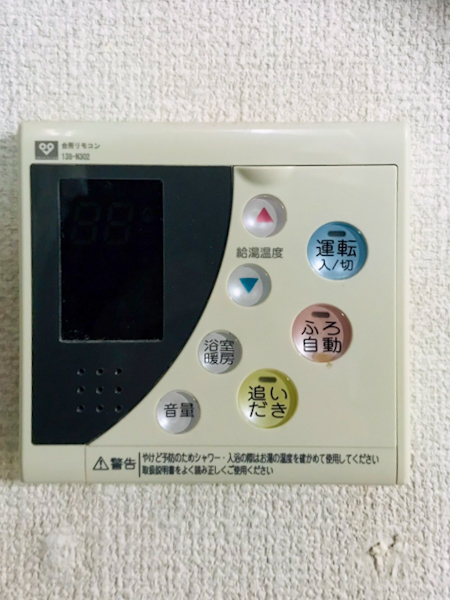 台所リモコン
138-N302
給湯温度
運転
入/切
ふろ
自動
浴室
暖房
追い
だき
音量
警告
やけど予防のためシャワー・入浴の際はお湯の温度を確かめて使用してください
取扱説明書をよく読み正しくご使用ください